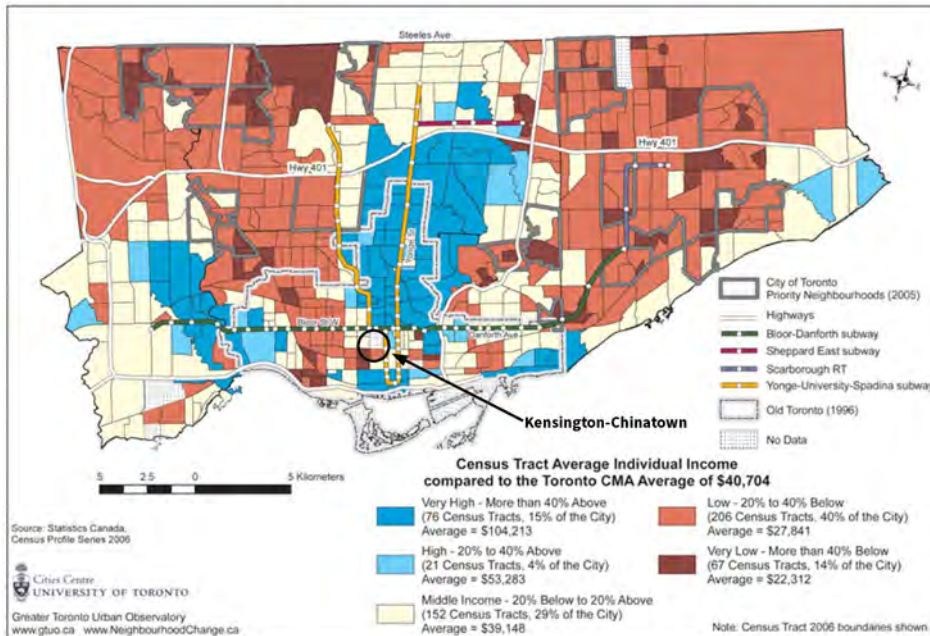 Steeles Ave
Hwy 401
Hwy 401
Yonge St
Bloor St W
Danforth Ave
Kensington-Chinatown
City of Toronto
Priority Neighbourhoods (2005)
Highways
Bloor-Danforth subway
Sheppard East subway
Scarborough RT
Yonge-University-Spadina subway
Old Toronto (1996)
No Data
.5 2.5 0 5 Kilometers
Census Tract Average Individual Income
compared to the Toronto CMA Average of $40,704
Very High - More than 40% Above
(76 Census Tracts, 15% of the City)
Average = $104,213
High - 20% to 40% Above
(21 Census Tracts, 4% of the City)
Average = $53,283
Middle Income - 20% Below to 20% Above
(152 Census Tracts, 29% of the City)
Average = $39,148
Low - 20% to 40% Below
(206 Census Tracts, 40% of the City)
Average = $27,841
Very Low - More than 40% Below
(67 Census Tracts, 14% of the City)
Average = $22,312
Source: Statistics Canada,
Census Profile Series 2006
Cities Centre
UNIVERSITY OF TORONTO
Greater Toronto Urban Observatory
www.gtuo.ca www.NeighbourhoodChange.ca
Note: Census Tract 2006 boundaries shown